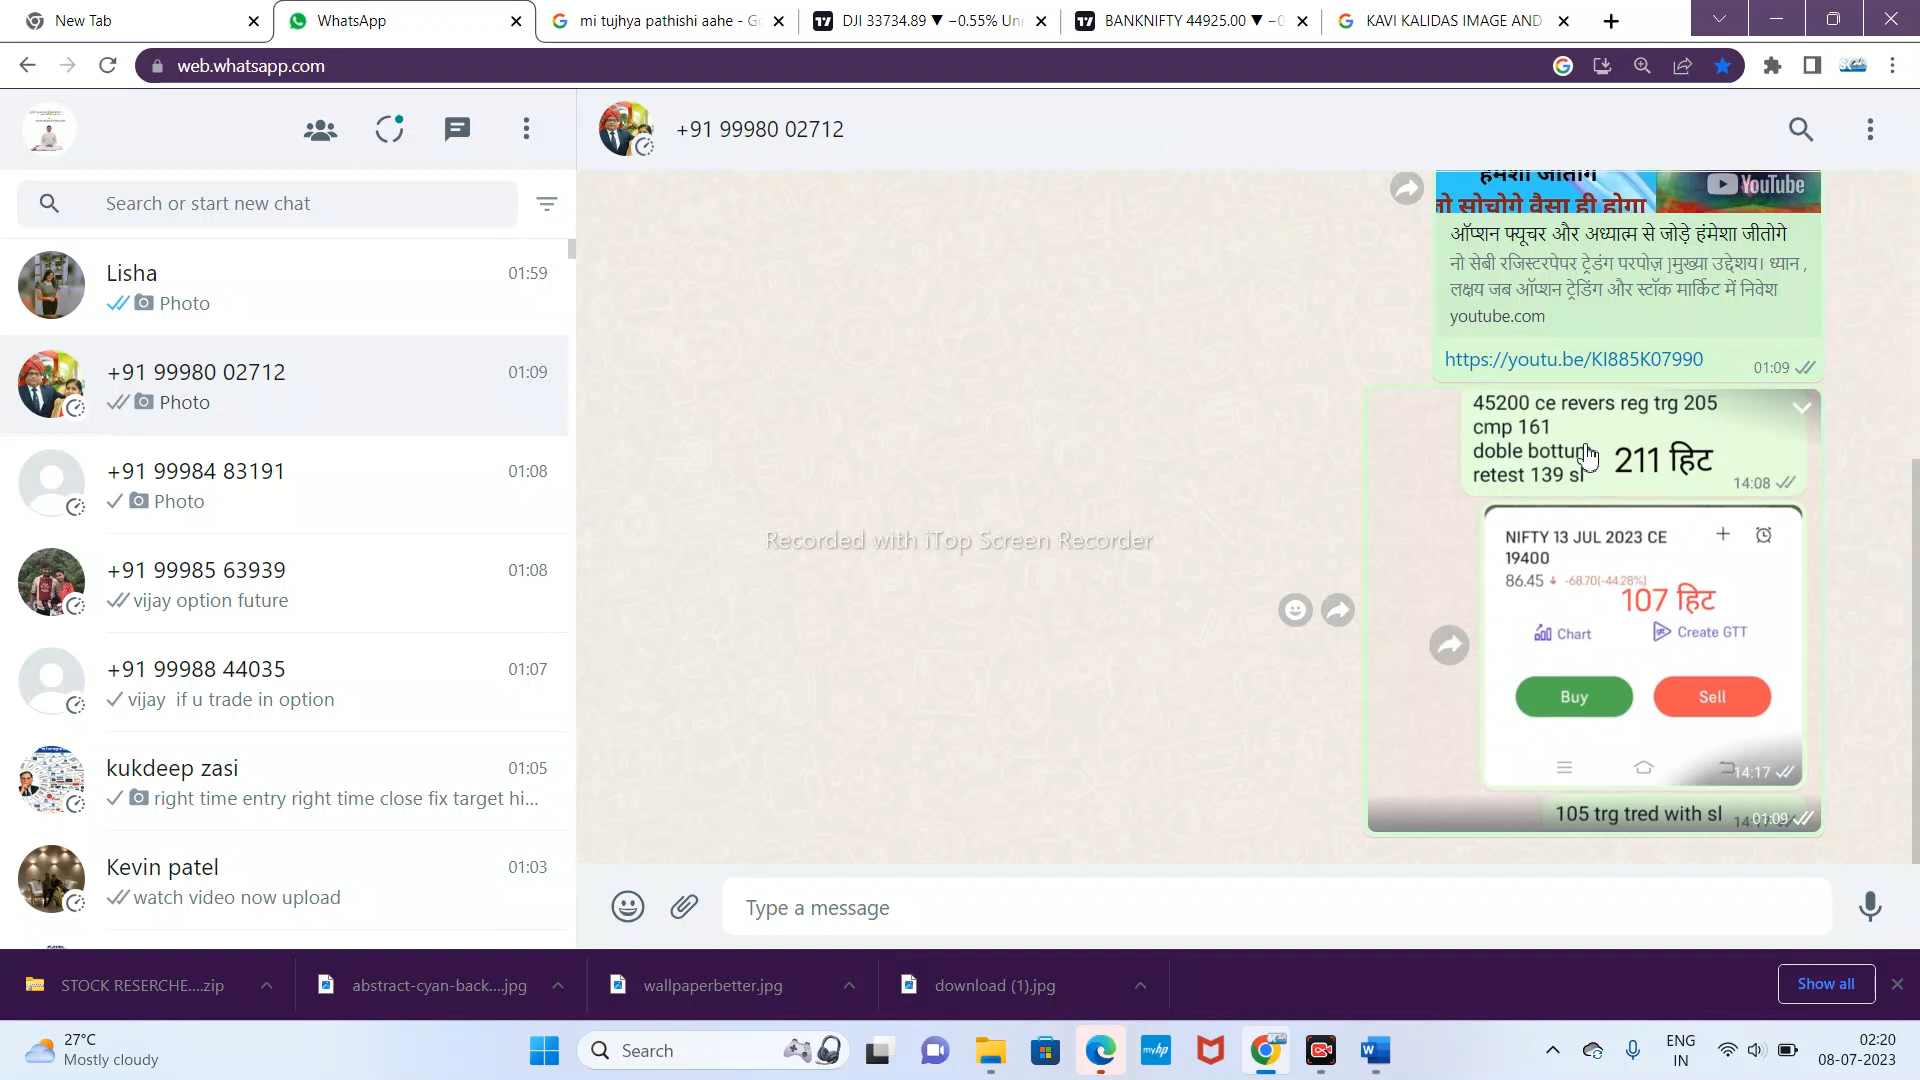 New Tab
WhatsApp
mi tujhya pathishi aahe - Go
DJI 33734.89 ▼ −0.55% Un
BANKNIFTY 44925.00 ▼ −0
KAVI KALIDAS IMAGE AND
web.whatsapp.com
+91 99980 02712
Search or start new chat
Lisha
01:59
Photo
+91 99980 02712
01:09
Photo
+91 99984 83191
01:08
Photo
+91 99985 63939
01:08
vijay option future
+91 99988 44035
01:07
vijay if u trade in option
kukdeep zasi
01:05
right time entry right time close fix target hi...
Kevin patel
01:03
watch video now upload
हमेशा जीतोगे
YouTube
जो सोचोगे वैसा ही होगा
ऑप्शन फ्यूचर और अध्यात्म से जोड़े हंमेशा जीतोगे
नो सेबी रजिस्टरपेपर ट्रेडंग परपोज़ ]मुख्या उद्देशय। ध्यान ,
लक्षय जब ऑप्शन ट्रेडिंग और स्टॉक मार्किट में निवेश
youtube.com
https://youtu.be/KI885K07990
01:09
45200 ce revers reg trg 205
cmp 161
doble bottum
retest 139 sl
211 हिट
14:08
NIFTY 13 JUL 2023 CE
19400
86.45 -68.70(-44.28%)
107 हिट
Chart
Create GTT
Buy
Sell
14:17
105 trg tred with sl
01:09
Recorded with iTop Screen Recorder
Type a message
STOCK RESERCHE....zip
abstract-cyan-back....jpg
wallpaperbetter.jpg
download (1).jpg
Show all
27°C
Mostly cloudy
Search
myhp
ENG
IN
02:20
08-07-2023